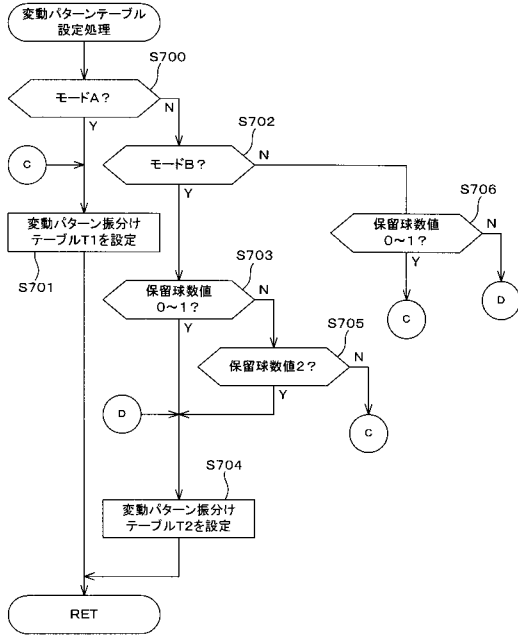 変動パターンテーブル
設定処理
S700
モードA?
N
Y
S702
C
モードB?
N
Y
S706
変動パターン振分け
テーブルT1を設定
保留球数値
0～1?
N
Y
S701
S703
保留球数値
0～1?
N
Y
C
D
S705
保留球数値2?
N
Y
D
C
S704
変動パターン振分け
テーブルT2を設定
RET